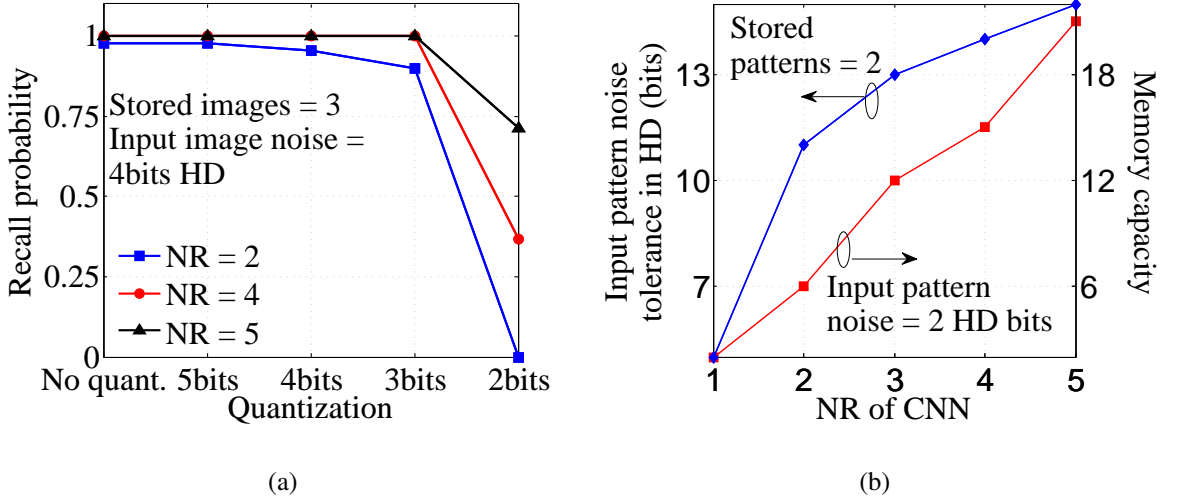 1
0.75
0.5
0.25
0
Recall probability
Stored images = 3
Input image noise =
4bits HD
NR = 2
NR = 4
NR = 5
No quant.
5bits
4bits
3bits
2bits
Quantization
(a)
13
10
7
Input pattern noise
tolerance in HD (bits)
Stored
patterns = 2
Input pattern
noise = 2 HD bits
18
12
6
Memory capacity
1
2
3
4
5
NR of CNN
(b)